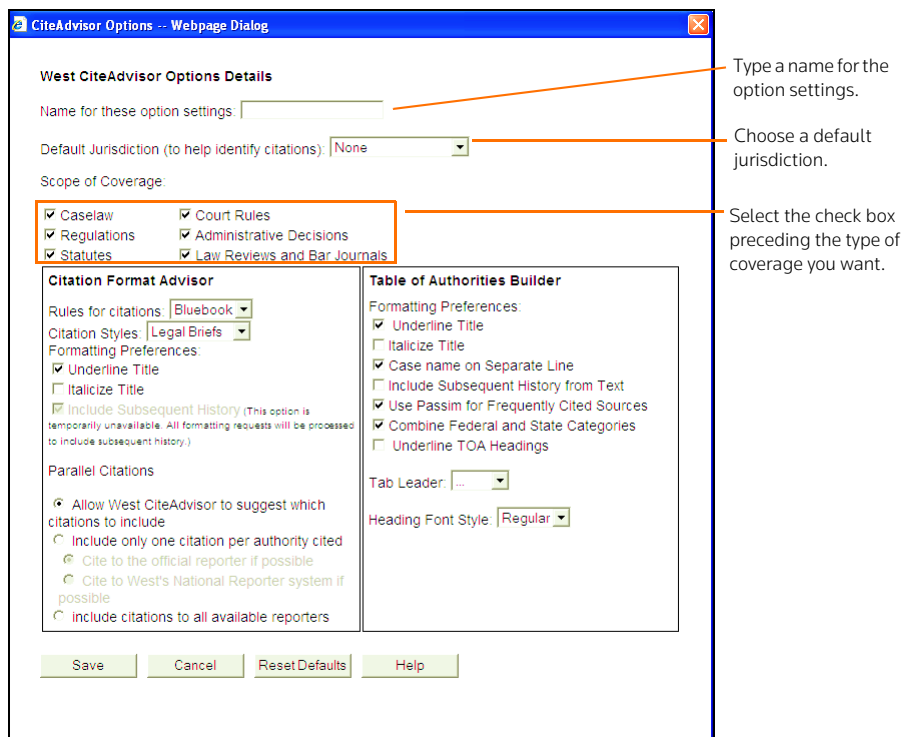 CiteAdvisor Options -- Webpage Dialog
West CiteAdvisor Options Details
Name for these option settings:
Default Jurisdiction (to help identify citations): None
Scope of Coverage:
Caselaw
Court Rules
Regulations
Administrative Decisions
Statutes
Law Reviews and Bar Journals
Citation Format Advisor
Rules for citations: Bluebook
Citation Styles: Legal Briefs
Formatting Preferences:
Underline Title
Italicize Title
Include Subsequent History (This option is
temporarily unavailable. All formatting requests will be processed
to include subsequent history.)
Parallel Citations
Allow West CiteAdvisor to suggest which
citations to include
Include only one citation per authority cited
Cite to the official reporter if possible
Cite to West's National Reporter system if
possible
include citations to all available reporters
Table of Authorities Builder
Formatting Preferences:
Underline Title
Italicize Title
Case name on Separate Line
Include Subsequent History from Text
Use Passim for Frequently Cited Sources
Combine Federal and State Categories
Underline TOA Headings
Tab Leader: ...
Heading Font Style: Regular
Save
Cancel
Reset Defaults
Help
Type a name for the
option settings.
Choose a default
jurisdiction.
Select the check box
preceding the type of
coverage you want.